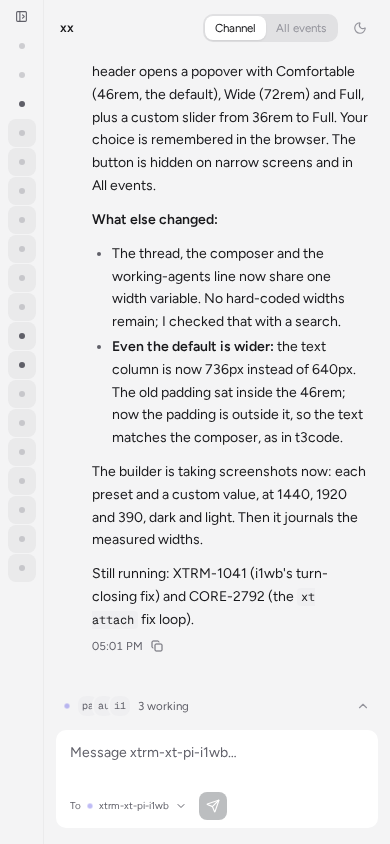 xx
Channel
All events
header opens a popover with Comfortable
(46rem, the default), Wide (72rem) and Full,
plus a custom slider from 36rem to Full. Your
choice is remembered in the browser. The
button is hidden on narrow screens and in
All events.
What else changed:
• The thread, the composer and the
working-agents line now share one
width variable. No hard-coded widths
remain; I checked that with a search.
• Even the default is wider: the text
column is now 736px instead of 640px.
The old padding sat inside the 46rem;
now the padding is outside it, so the text
matches the composer, as in t3code.
The builder is taking screenshots now: each
preset and a custom value, at 1440, 1920
and 390, dark and light. Then it journals the
measured widths.
Still running: XTRM-1041 (i1wb's turn-
closing fix) and CORE-2792 (the xt
attach fix loop).
05:01 PM
pa au i1 3 working
Message xtrm-xt-pi-i1wb...
To xtrm-xt-pi-i1wb